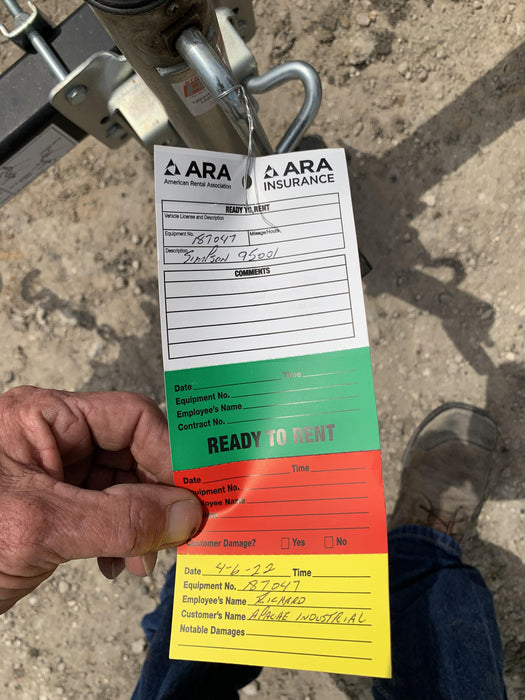 ARA
American Rental Association
ARA
INSURANCE
READY TO RENT
Vehicle License and Description
Equipment No. 187047 Mileage/Hours
Description Simpson 95001
COMMENTS
Date Time
Equipment No.
Employee's Name
Contract No.
READY TO RENT
Date Time
Equipment No.
Employee Name
Customer Damage? Yes No
Date 4-6-22 Time
Equipment No. 187047
Employee's Name RICHARD
Customer's Name APACHE INDUSTRIAL
Notable Damages